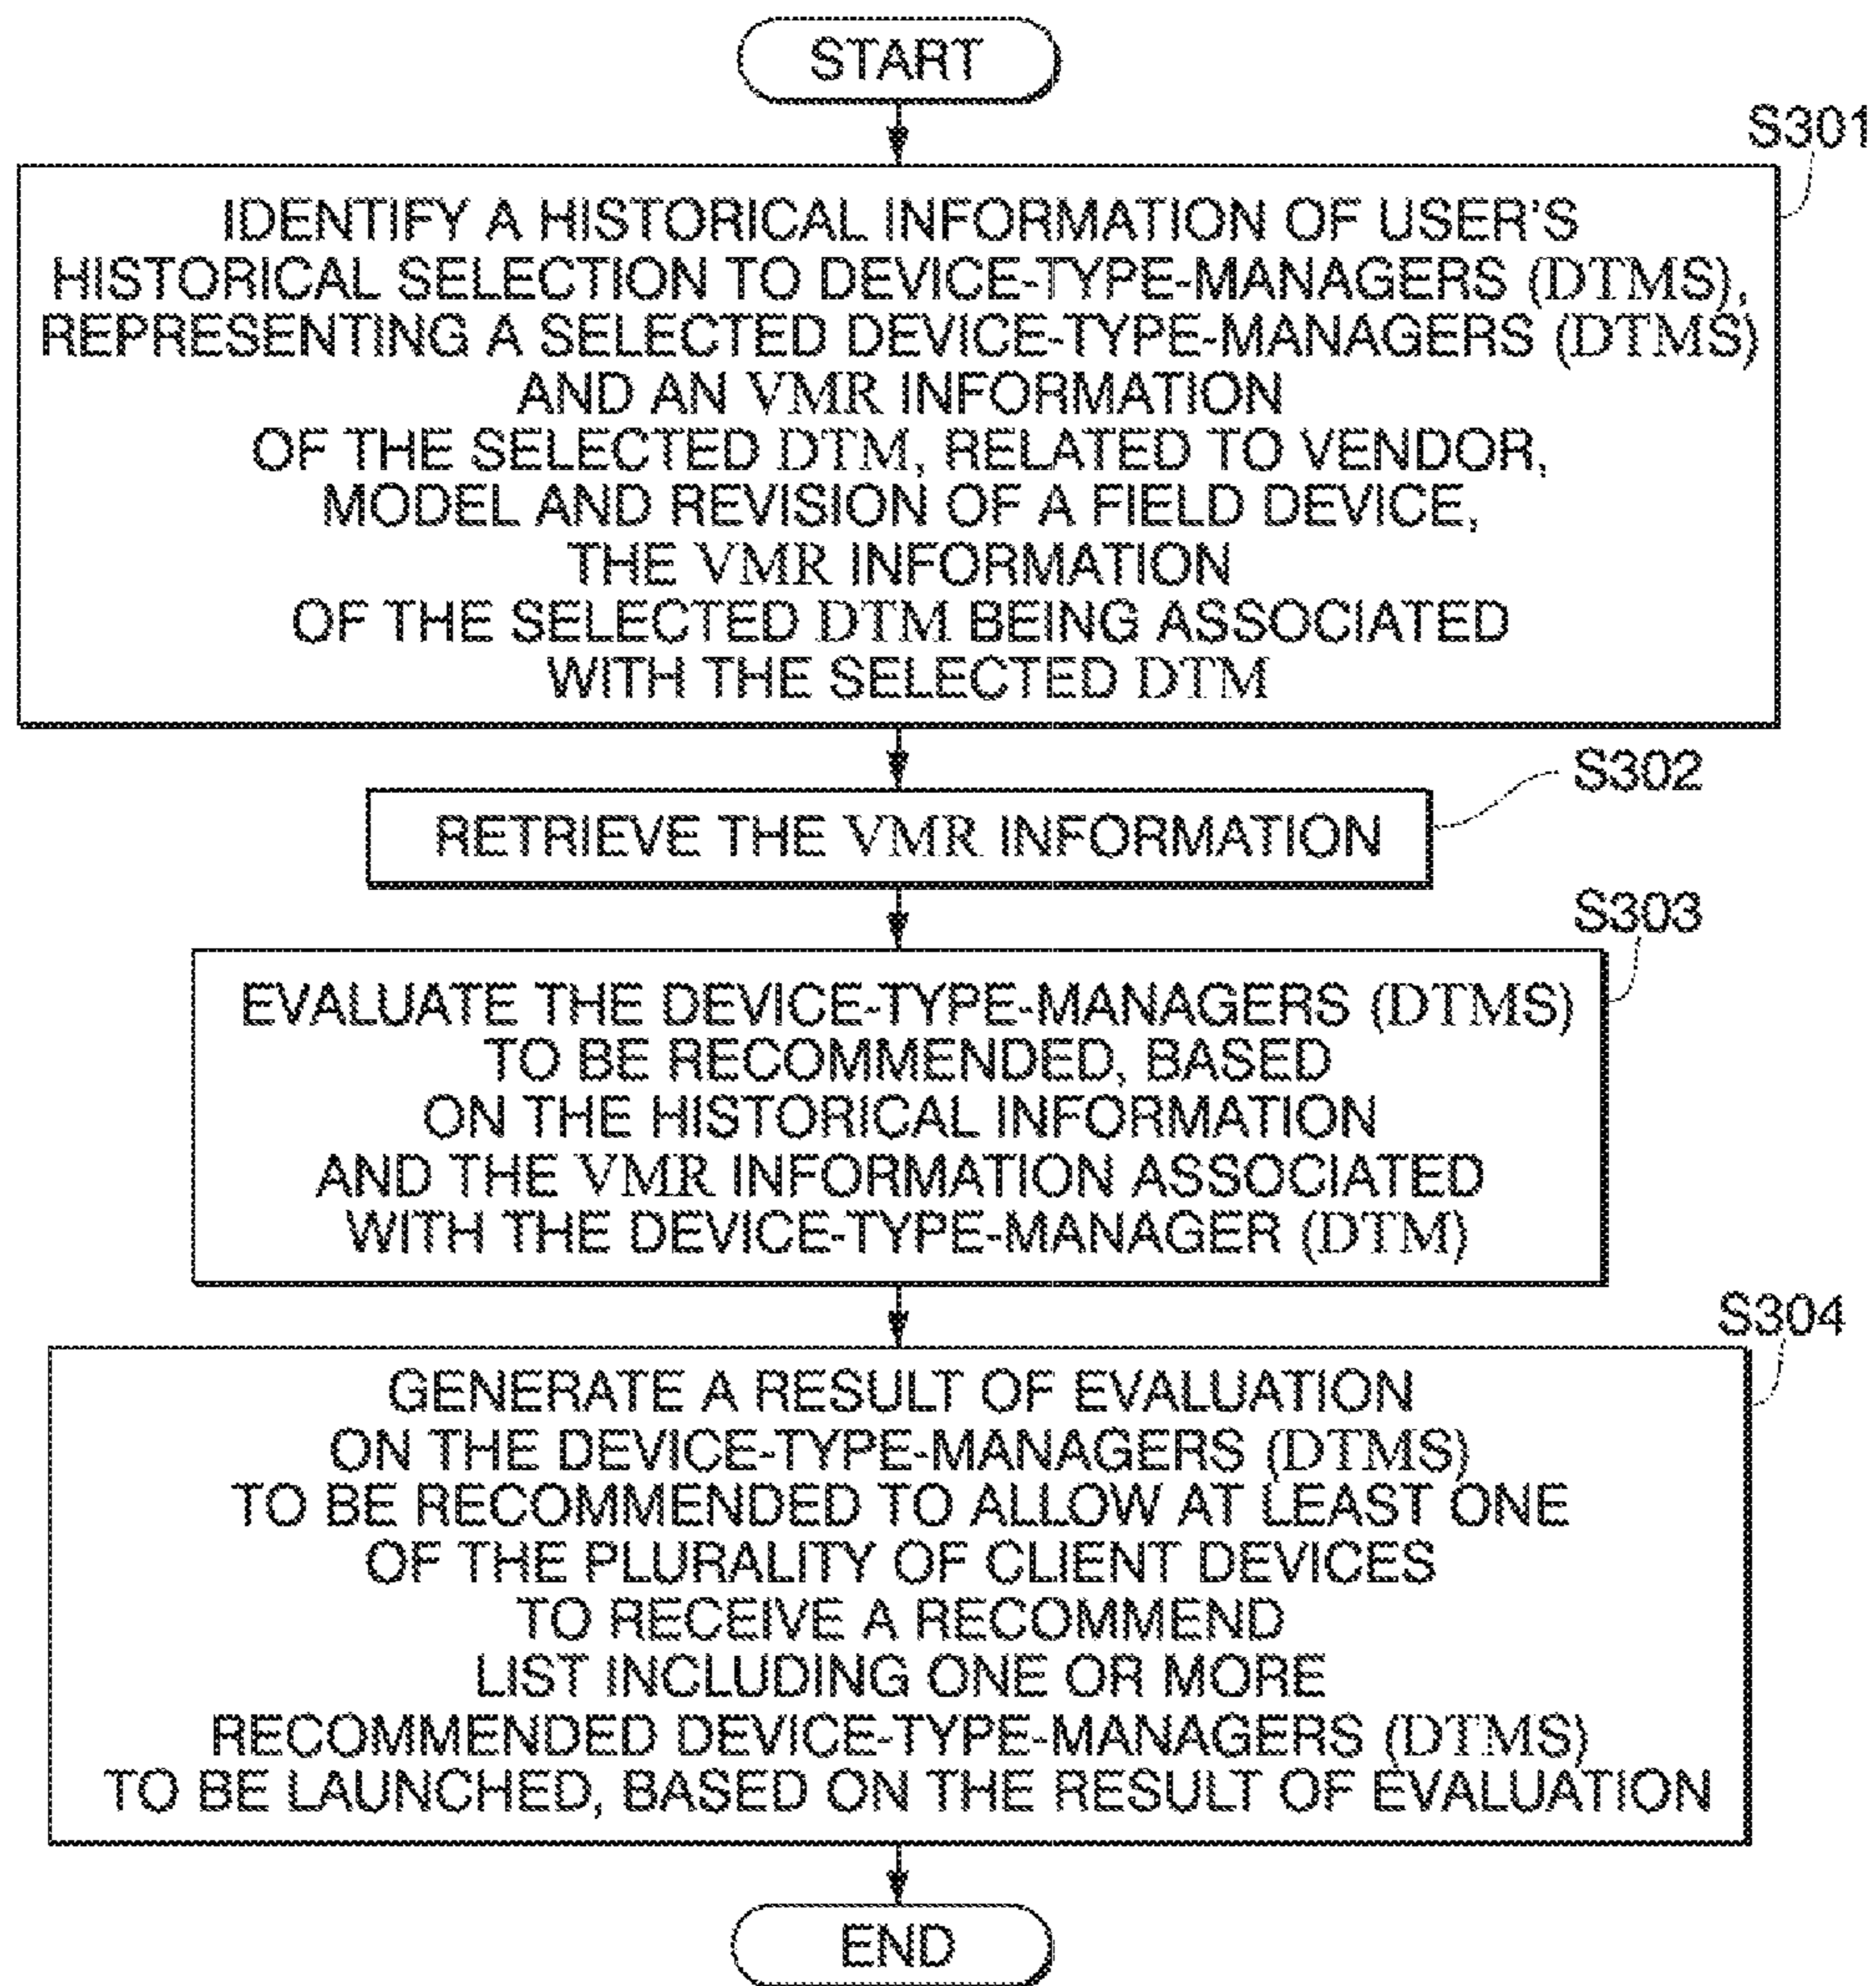 START
S301
IDENTIFY A HISTORICAL INFORMATION OF USER'S
HISTORICAL SELECTION TO DEVICE-TYPE-MANAGERS (DTMS),
REPRESENTING A SELECTED DEVICE-TYPE-MANAGERS (DTMS)
AND AN VMR INFORMATION
OF THE SELECTED DTM, RELATED TO VENDOR,
MODEL AND REVISION OF A FIELD DEVICE,
THE VMR INFORMATION
OF THE SELECTED DTM BEING ASSOCIATED
WITH THE SELECTED DTM
S302
RETRIEVE THE VMR INFORMATION
S303
EVALUATE THE DEVICE-TYPE-MANAGERS (DTMS)
TO BE RECOMMENDED, BASED
ON THE HISTORICAL INFORMATION
AND THE VMR INFORMATION ASSOCIATED
WITH THE DEVICE-TYPE-MANAGER (DTM)
S304
GENERATE A RESULT OF EVALUATION
ON THE DEVICE-TYPE-MANAGERS (DTMS)
TO BE RECOMMENDED TO ALLOW AT LEAST ONE
OF THE PLURALITY OF CLIENT DEVICES
TO RECEIVE A RECOMMEND
LIST INCLUDING ONE OR MORE
RECOMMENDED DEVICE-TYPE-MANAGERS (DTMS)
TO BE LAUNCHED, BASED ON THE RESULT OF EVALUATION
END